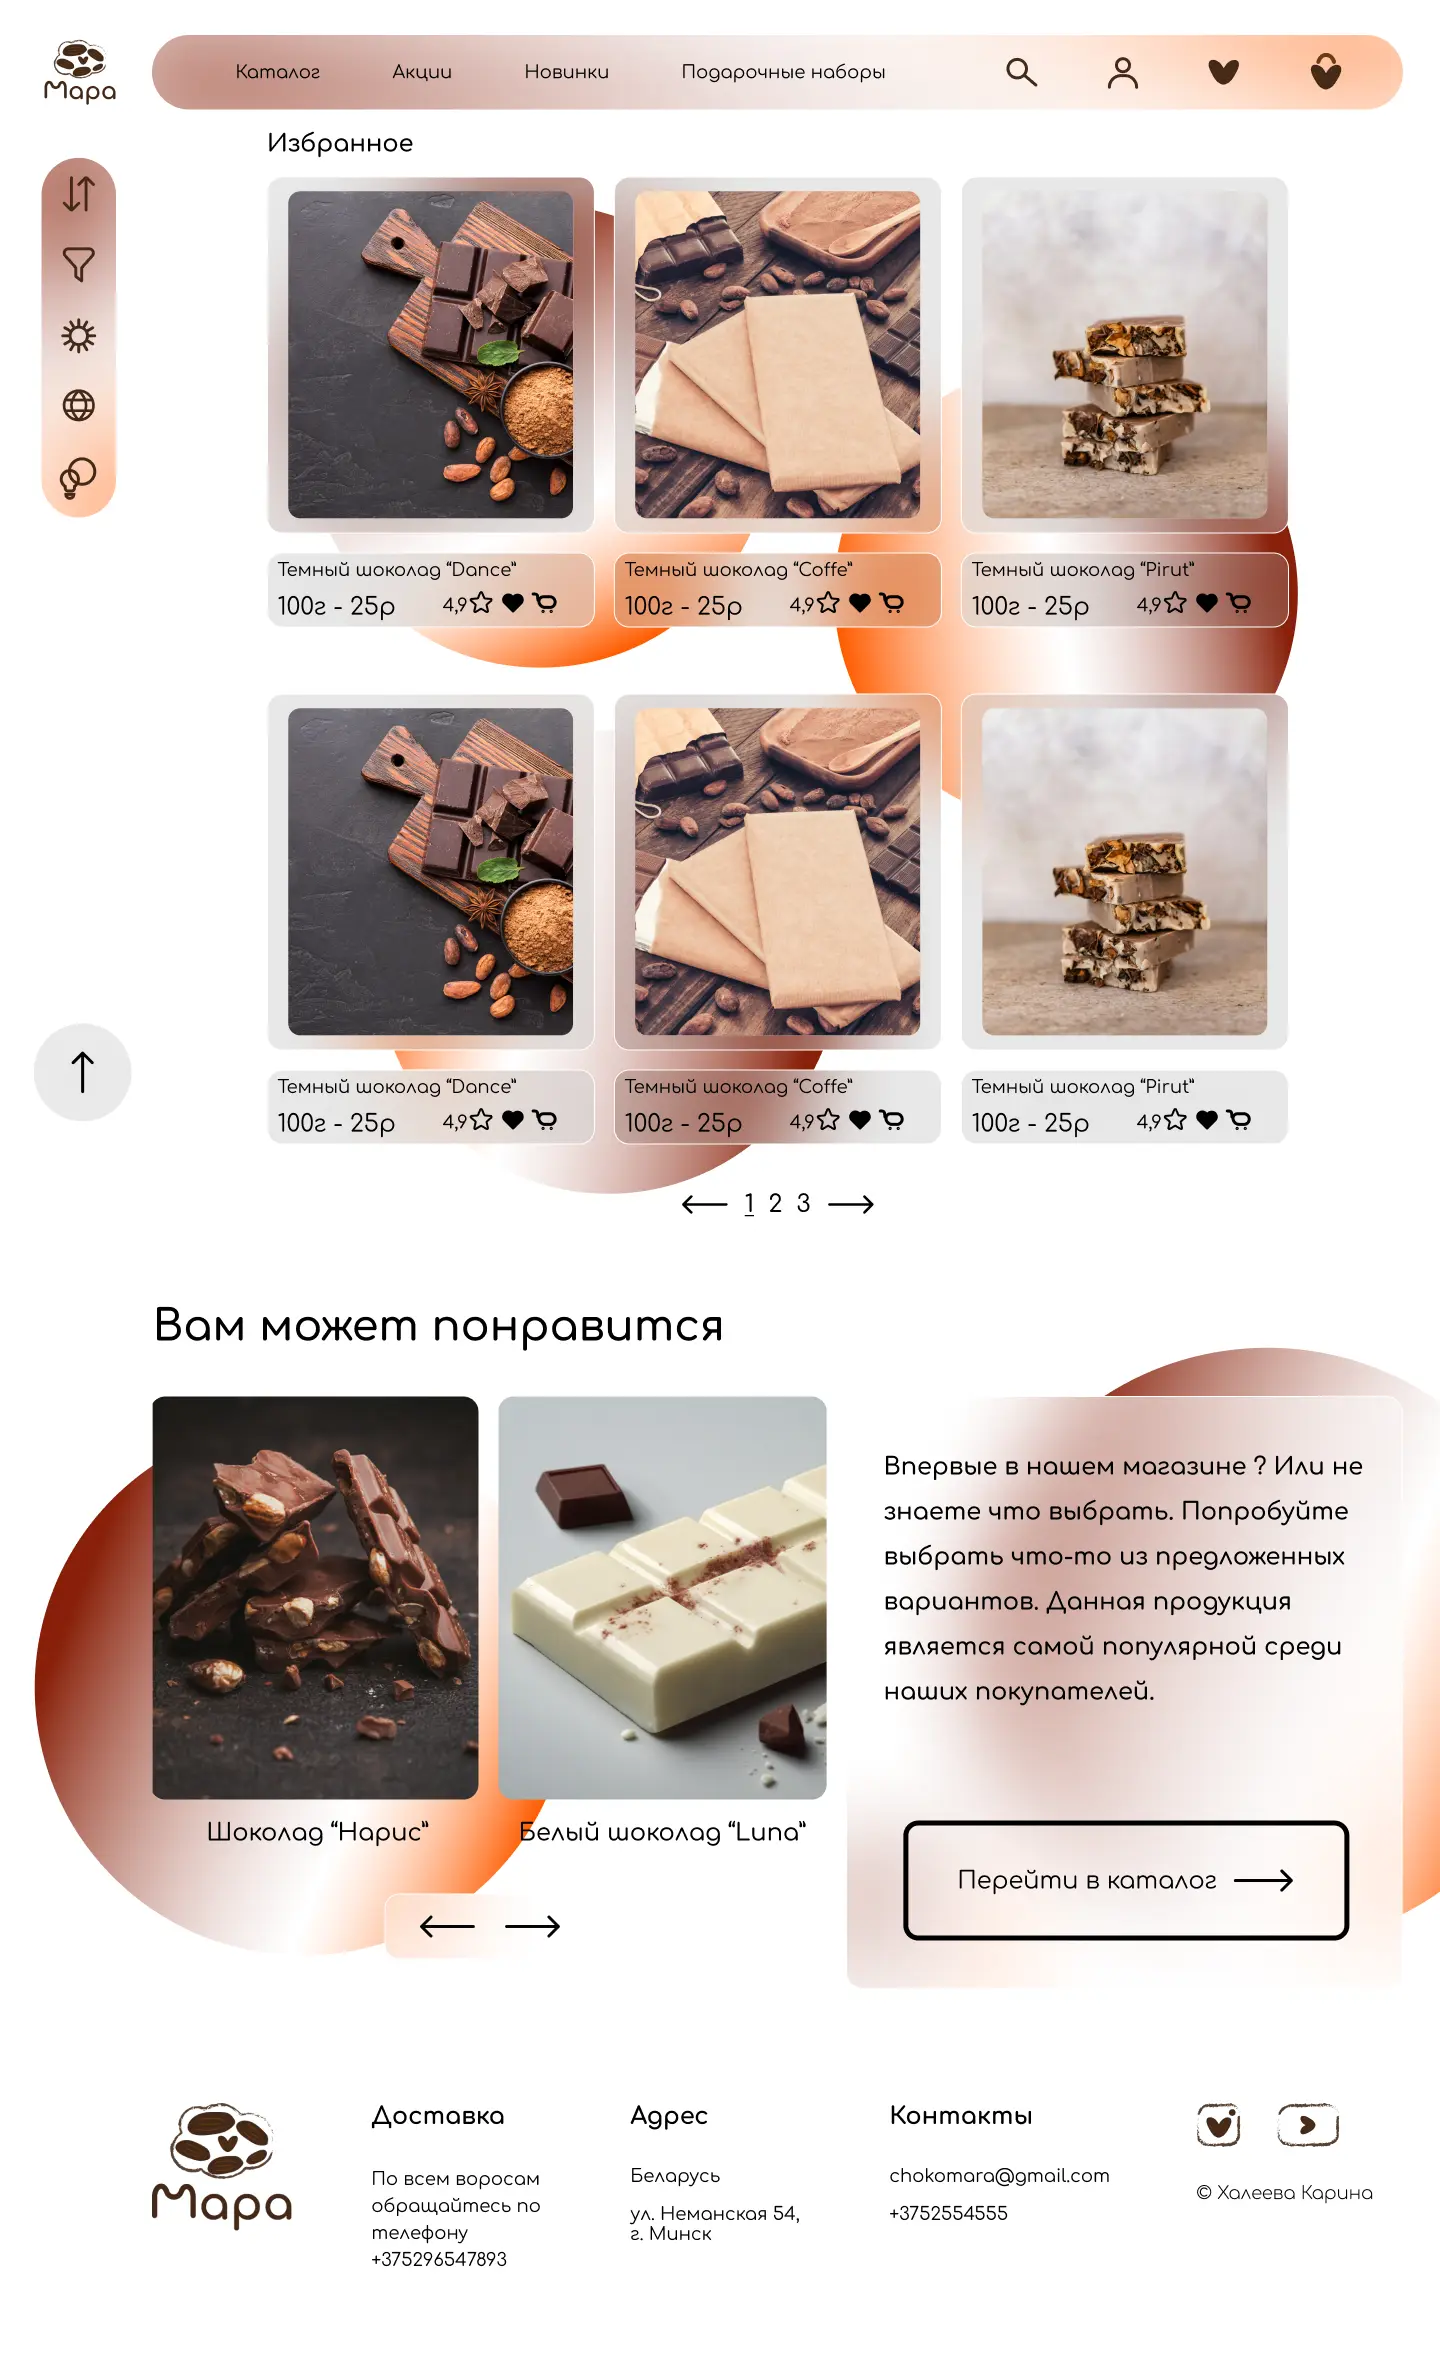 Мара
Каталог
Акции
Новинки
Подарочные наборы
Избранное
Темный шоколад “Dance”
100г - 25р
4,9
Темный шоколад “Coffe”
100г - 25р
4,9
Темный шоколад “Pirut”
100г - 25р
4,9
Темный шоколад “Dance”
100г - 25р
4,9
Темный шоколад “Coffe”
100г - 25р
4,9
Темный шоколад “Pirut”
100г - 25р
4,9
1 2 3
Вам может понравится
Шоколад “Нарис”
Белый шоколад “Luna”
Впервые в нашем магазине ? Или не
знаете что выбрать. Попробуйте
выбрать что-то из предложенных
вариантов. Данная продукция
является самой популярной среди
наших покупателей.
Перейти в каталог
Мара
Доставка
По всем воросам
обращайтесь по
телефону
+375296547893
Адрес
Беларусь
ул. Неманская 54,
г. Минск
Контакты
chokomara@gmail.com
+3752554555
© Халеева Карина